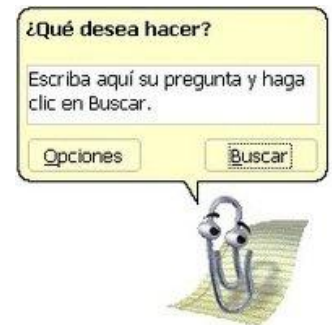 ¿Qué desea hacer?
Escriba aquí su pregunta y haga
clic en Buscar.
Opciones
Buscar